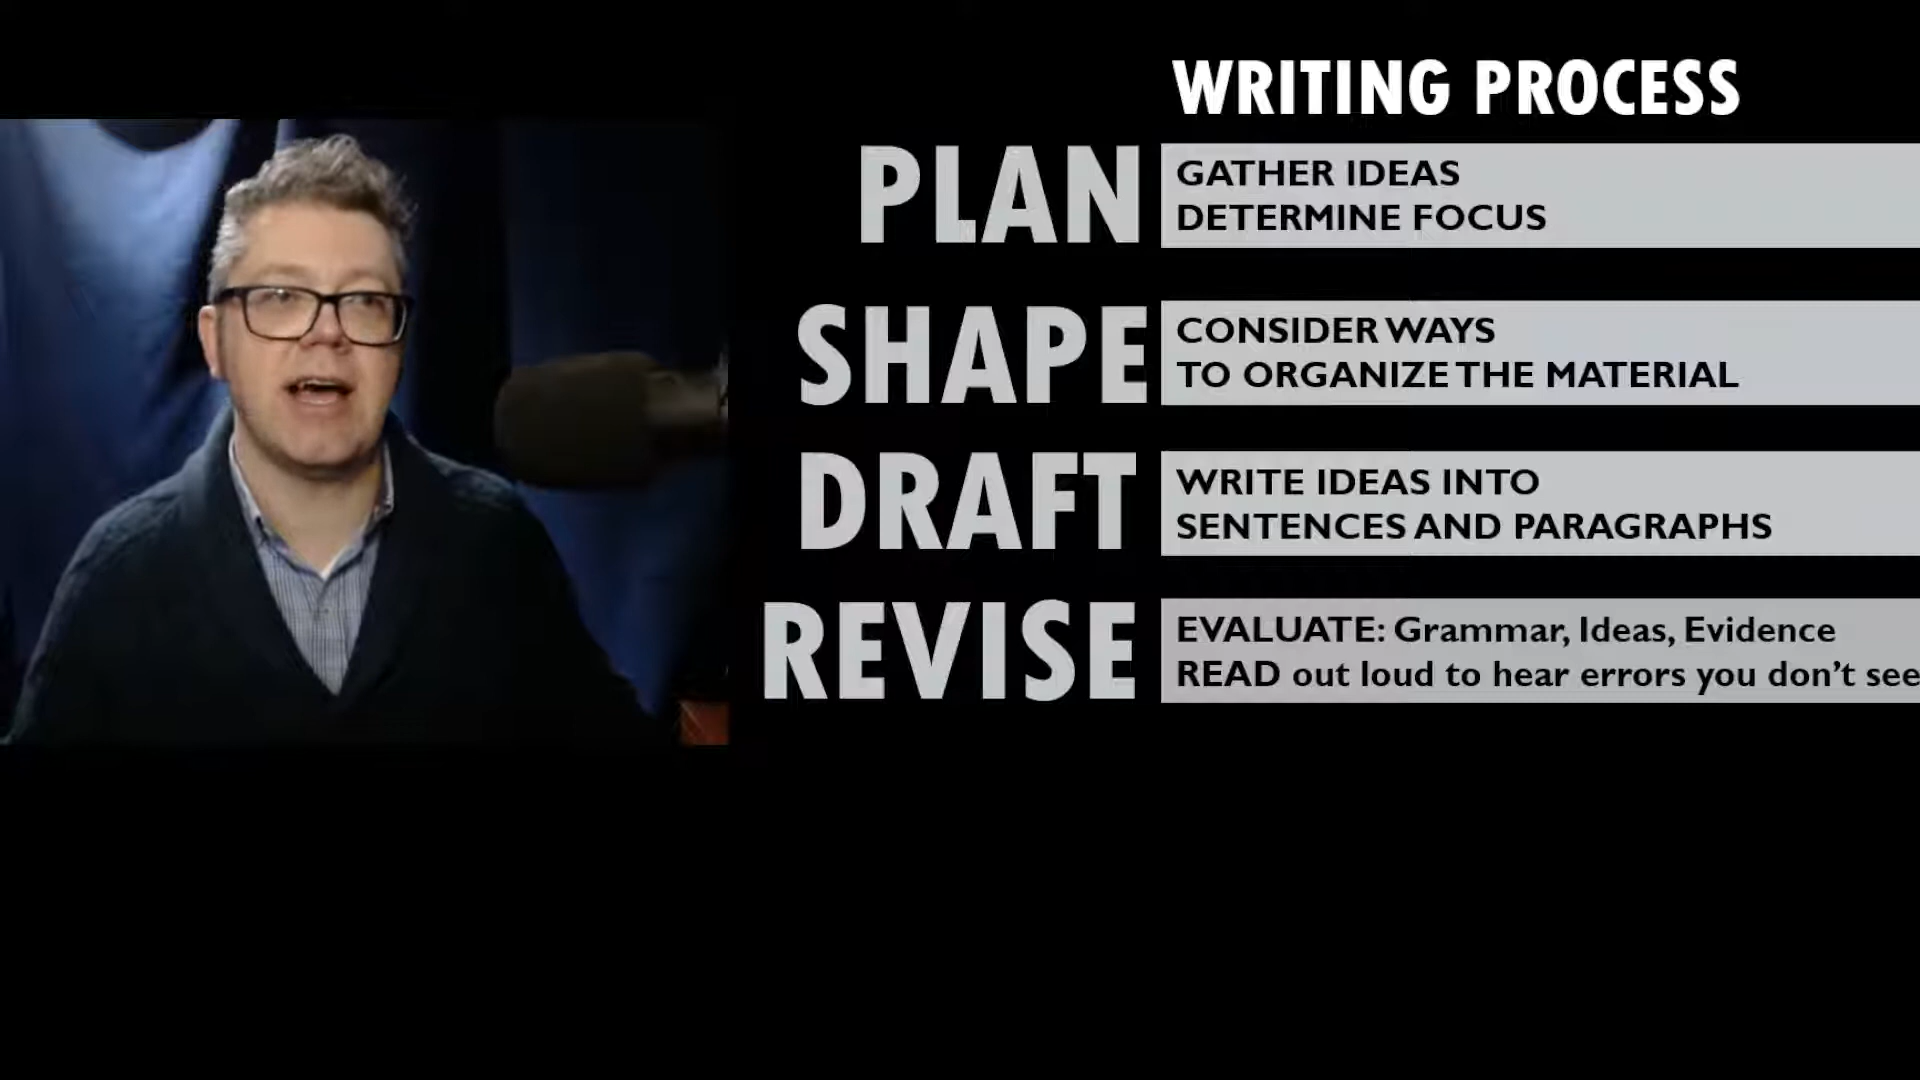 WRITING PROCESS
PLAN
GATHER IDEAS
DETERMINE FOCUS
SHAPE
CONSIDER WAYS
TO ORGANIZE THE MATERIAL
DRAFT
WRITE IDEAS INTO
SENTENCES AND PARAGRAPHS
REVISE
EVALUATE: Grammar, Ideas, Evidence
READ out loud to hear errors you don’t see